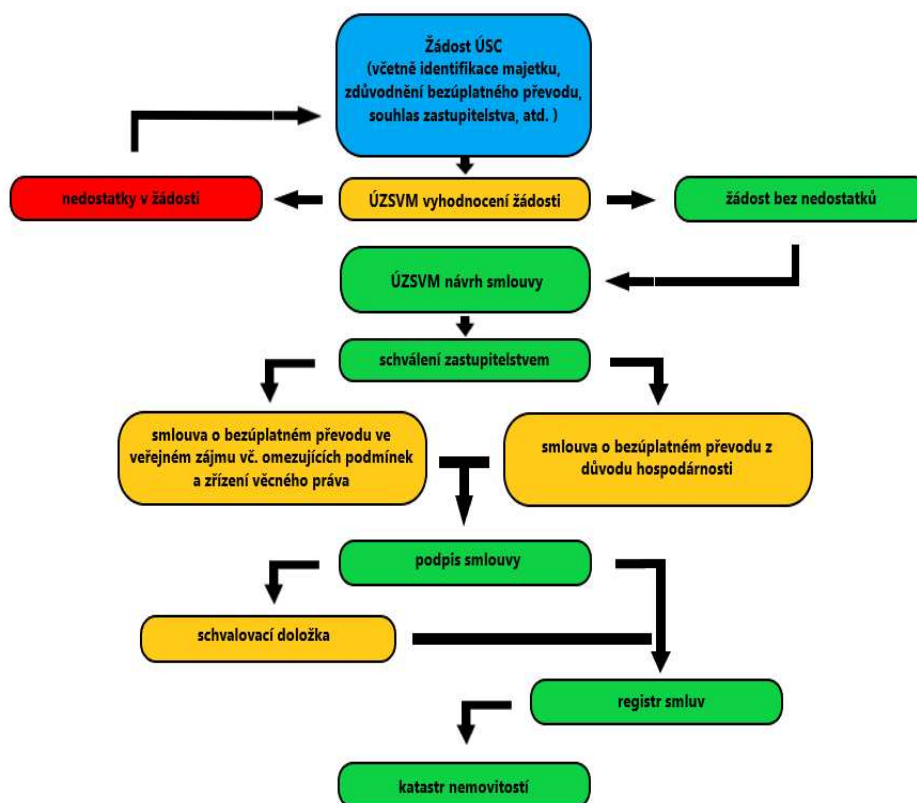 Žádost ÚSC
(včetně identifikace majetku,
zdůvodnění bezúplatného převodu,
souhlas zastupitelstva, atd. )
nedostatky v žádosti
ÚZSVM vyhodnocení žádosti
žádost bez nedostatků
ÚZSVM návrh smlouvy
schválení zastupitelstvem
smlouva o bezúplatném převodu ve
veřejném zájmu vč. omezujících podmínek
a zřízení věcného práva
smlouva o bezúplatném převodu z
důvodu hospodárnosti
podpis smlouvy
schvalovací doložka
registr smluv
katastr nemovitostí